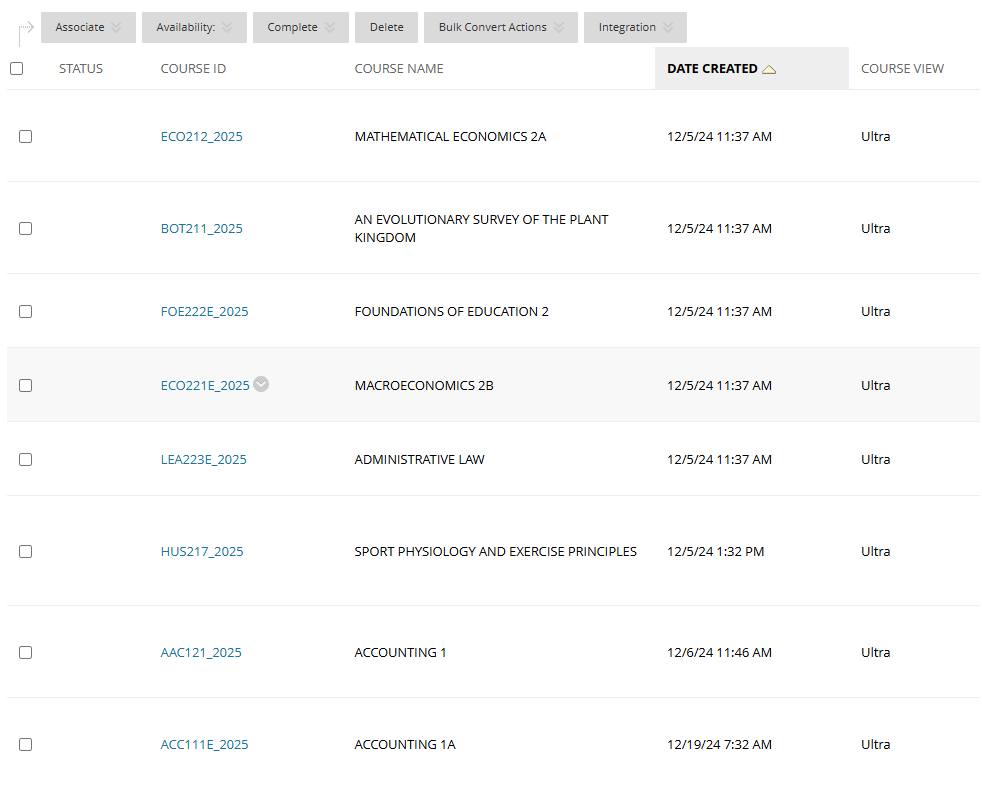 Associate Availability: Complete Delete Bulk Convert Actions Integration
STATUS COURSE ID COURSE NAME DATE CREATED COURSE VIEW
ECO212_2025 MATHEMATICAL ECONOMICS 2A 12/5/24 11:37 AM Ultra
BOT211_2025 AN EVOLUTIONARY SURVEY OF THE PLANT
KINGDOM 12/5/24 11:37 AM Ultra
FOE222E_2025 FOUNDATIONS OF EDUCATION 2 12/5/24 11:37 AM Ultra
ECO221E_2025 MACROECONOMICS 2B 12/5/24 11:37 AM Ultra
LEA223E_2025 ADMINISTRATIVE LAW 12/5/24 11:37 AM Ultra
HUS217_2025 SPORT PHYSIOLOGY AND EXERCISE PRINCIPLES 12/5/24 1:32 PM Ultra
AAC121_2025 ACCOUNTING 1 12/6/24 11:46 AM Ultra
ACC111E_2025 ACCOUNTING 1A 12/19/24 7:32 AM Ultra